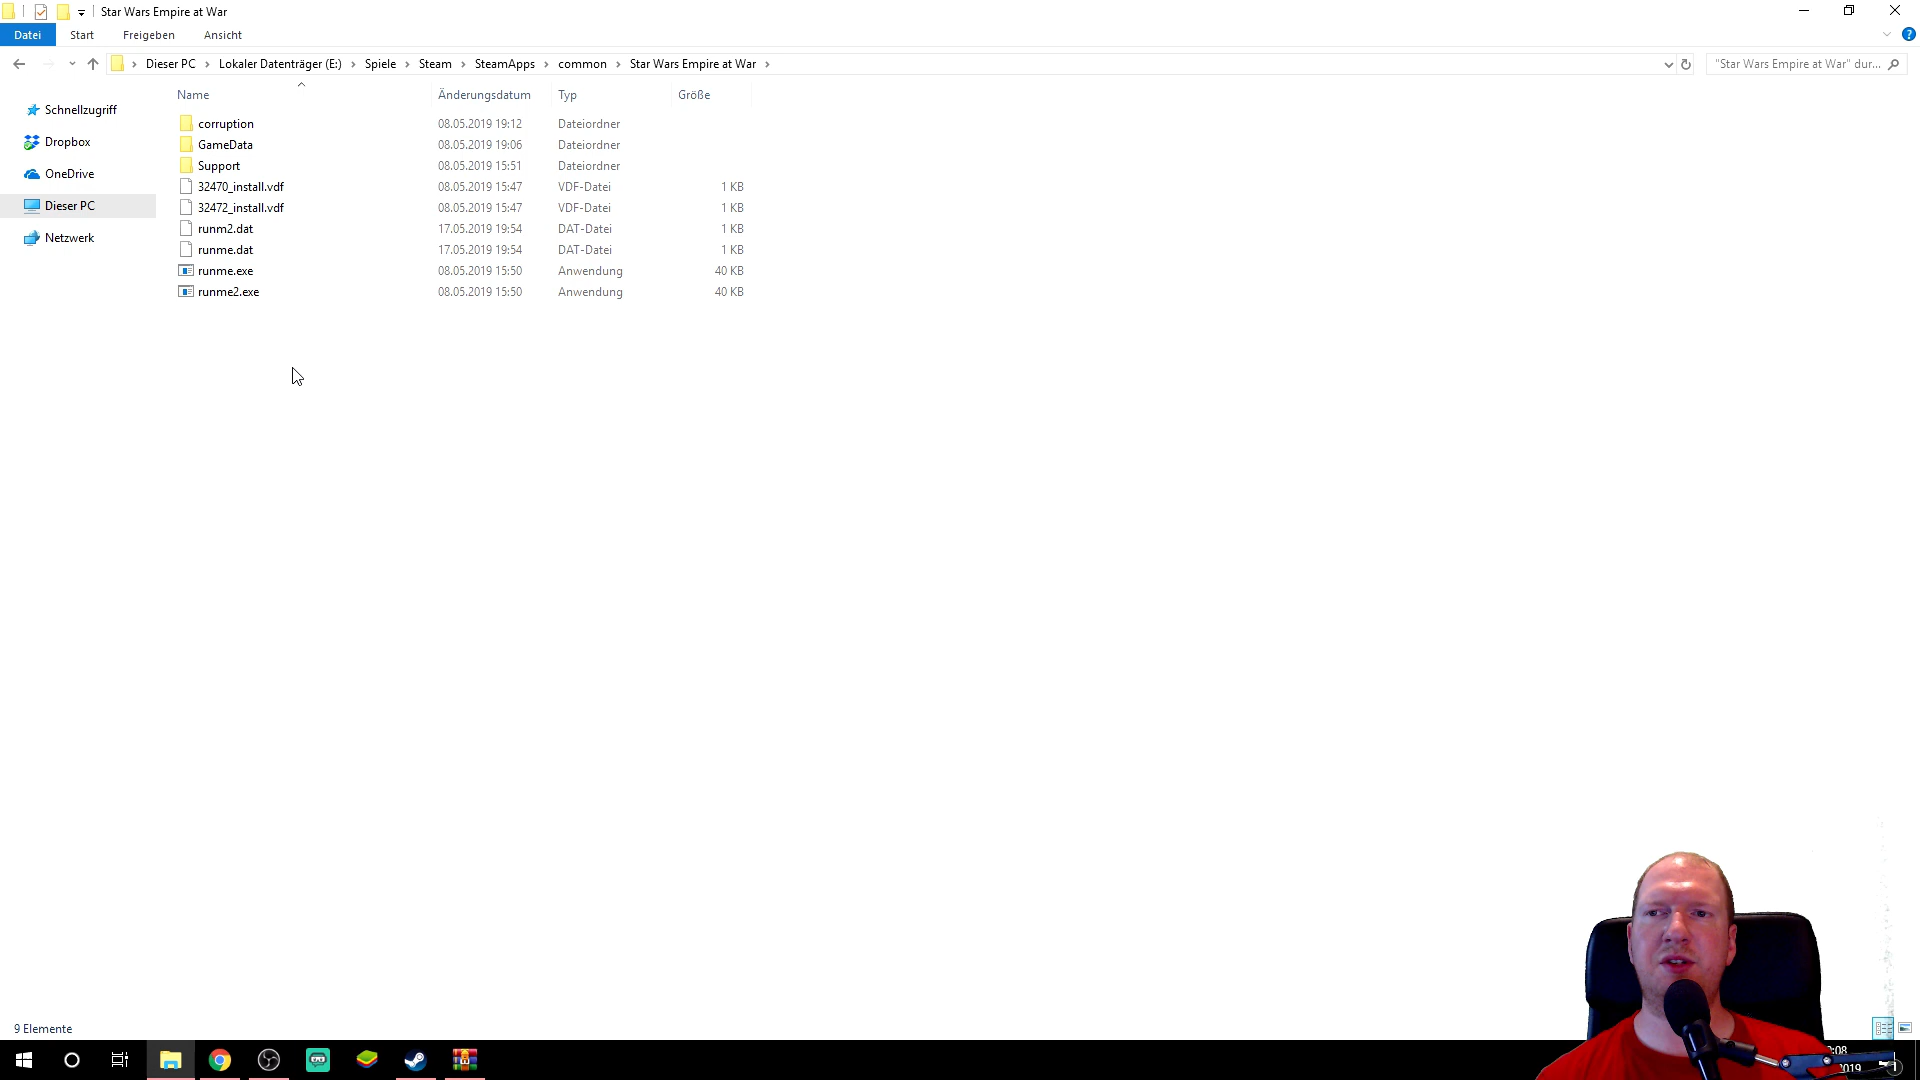 Star Wars Empire at War
Datei Start Freigeben Ansicht
Dieser PC Lokaler Datenträger (E:) Spiele Steam SteamApps common Star Wars Empire at War "Star Wars Empire at War" dur...
Name Änderungsdatum Typ Größe
Schnellzugriff
Dropbox
OneDrive
Dieser PC
Netzwerk
corruption 08.05.2019 19:12 Dateiordner
GameData 08.05.2019 19:06 Dateiordner
Support 08.05.2019 15:51 Dateiordner
32470_install.vdf 08.05.2019 15:47 VDF-Datei 1 KB
32472_install.vdf 08.05.2019 15:47 VDF-Datei 1 KB
runm2.dat 17.05.2019 19:54 DAT-Datei 1 KB
runme.dat 17.05.2019 19:54 DAT-Datei 1 KB
runme.exe 08.05.2019 15:50 Anwendung 40 KB
runme2.exe 08.05.2019 15:50 Anwendung 40 KB
9 Elemente
:08
2019